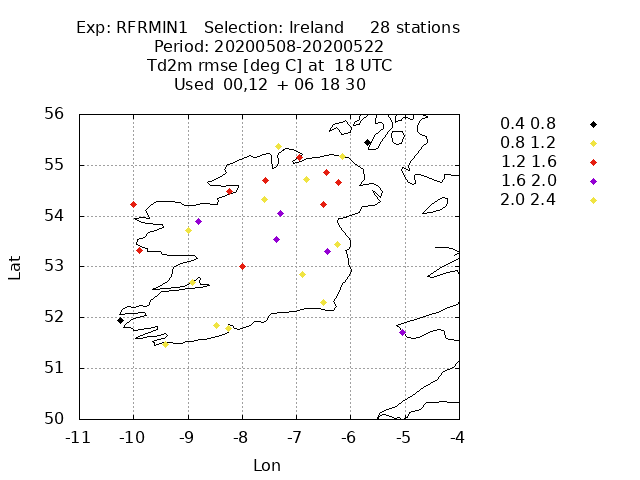 Exp: RFRMIN1 Selection: Ireland 28 stations
Period: 20200508-20200522
Td2m rmse [deg C] at 18 UTC
Used 00,12 + 06 18 30
0.4 0.8
0.8 1.2
1.2 1.6
1.6 2.0
2.0 2.4
56
55
54
53
52
51
50
Lat
-11 -10 -9 -8 -7 -6 -5 -4
Lon